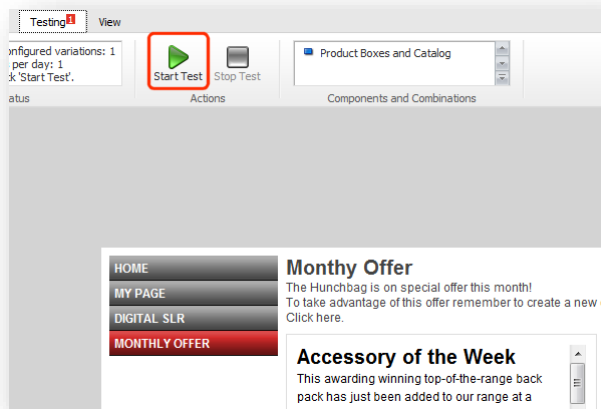 Testing 1 View
onfigured variations: 1
per day: 1
k 'Start Test'.
atus
Start Test Stop Test
Actions
Product Boxes and Catalog
Components and Combinations
HOME
MY PAGE
DIGITAL SLR
MONTHLY OFFER
Monthy Offer
The Hunchbag is on special offer this month!
To take advantage of this offer remember to create a new
Click here.
Accessory of the Week
This awarding winning top-of-the-range back
pack has just been added to our range at a